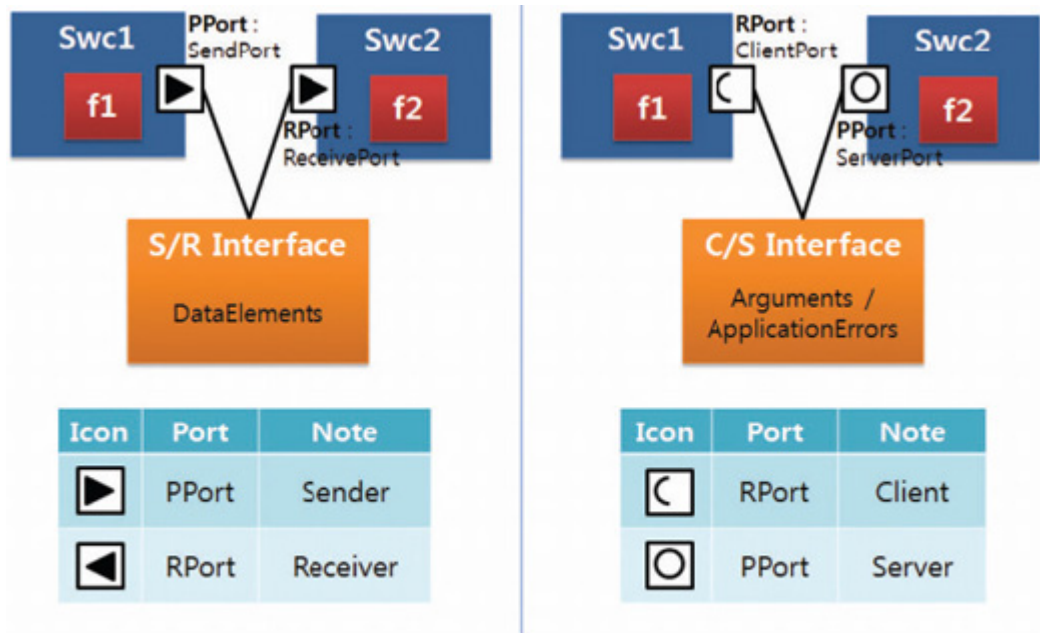 Swc1
PPort :
SendPort
Swc2
f1
f2
RPort :
ReceivePort
S/R Interface
DataElements
Icon Port Note
PPort Sender
RPort Receiver
Swc1
RPort :
ClientPort
Swc2
f1
f2
PPort :
ServerPort
C/S Interface
Arguments /
ApplicationErrors
Icon Port Note
RPort Client
PPort Server